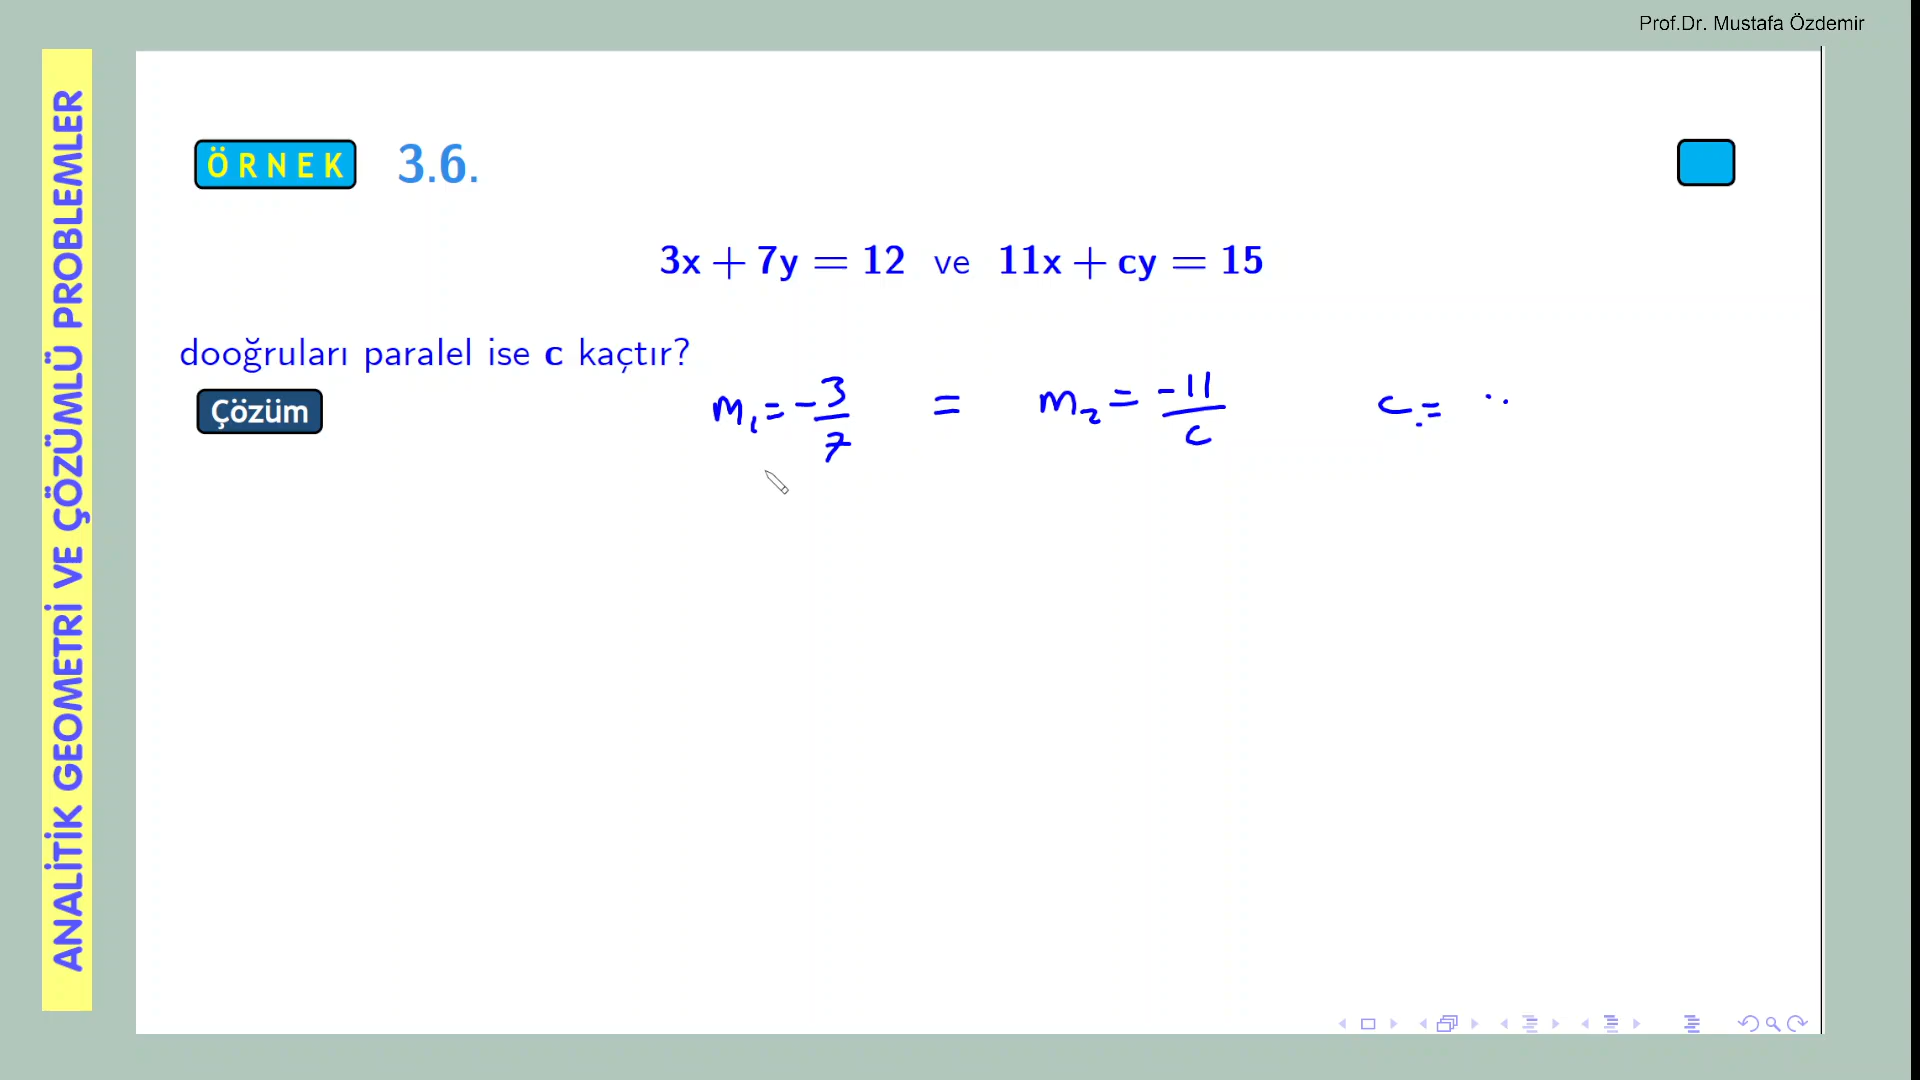 Prof.Dr. Mustafa Özdemir
ANALİTİK GEOMETRİ VE ÇÖZÜMLÜ PROBLEMLER
ÖRNEK 3.6.
3x + 7y = 12 ve 11x + cy = 15
dooğruları paralel ise c kaçtır?
Çözüm
m₁ = -3/7 = m₂ = -11/c c = ..